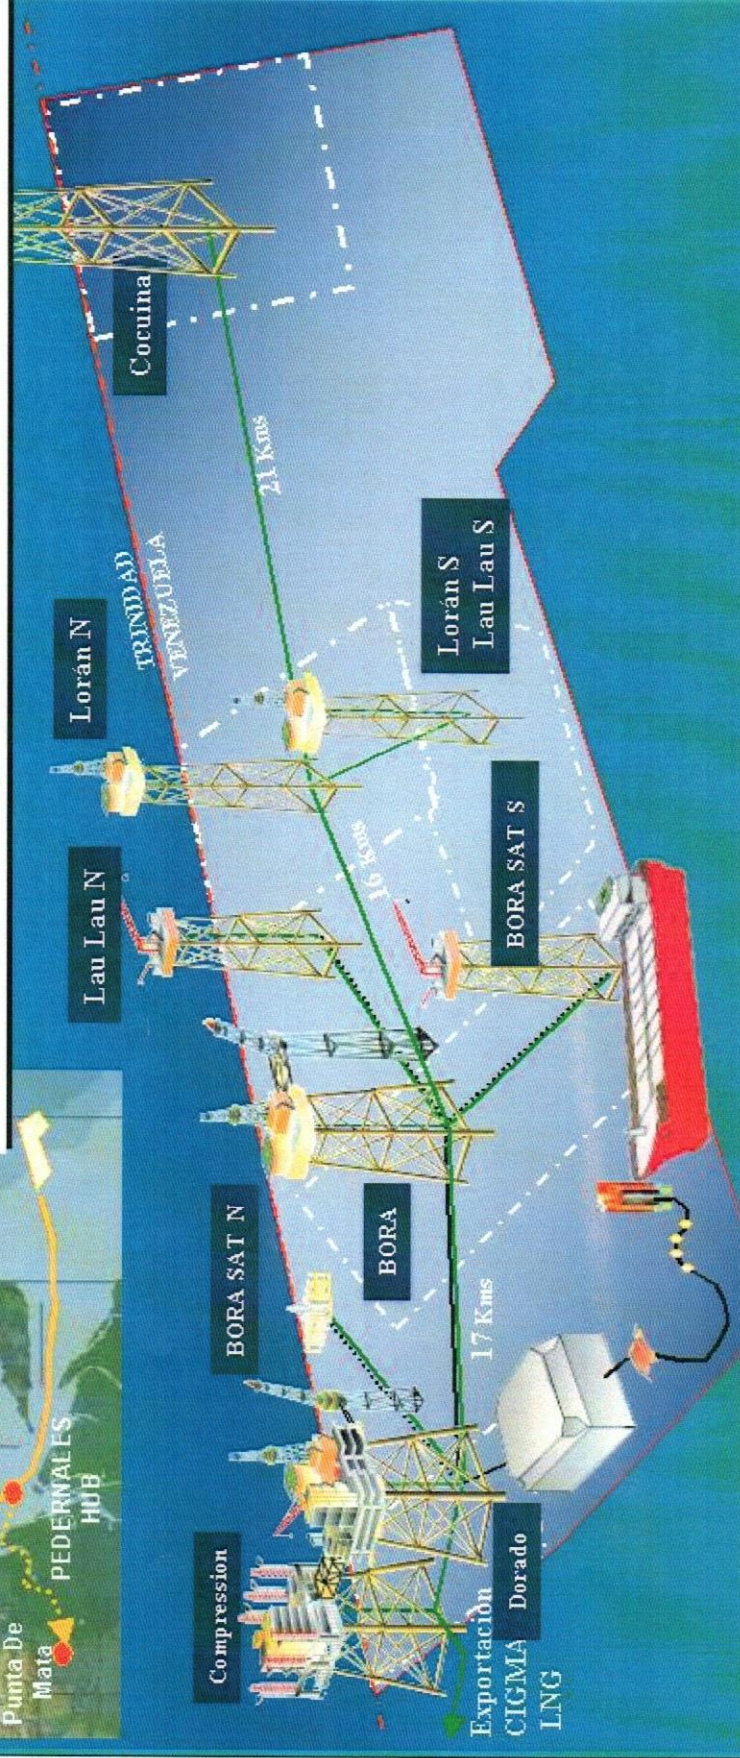 Punta De
Mata
PEDERNALES
HUB
Compression
BORA SAT N
Lau Lau N
Lorán N
TRINIDAD
VENEZUELA
Cocuina
21 Kms
16 Kms
BORA
17 Kms
BORA SAT S
Lorán S
Lau Lau S
Dorado
Exportación
CIGMA
LNG